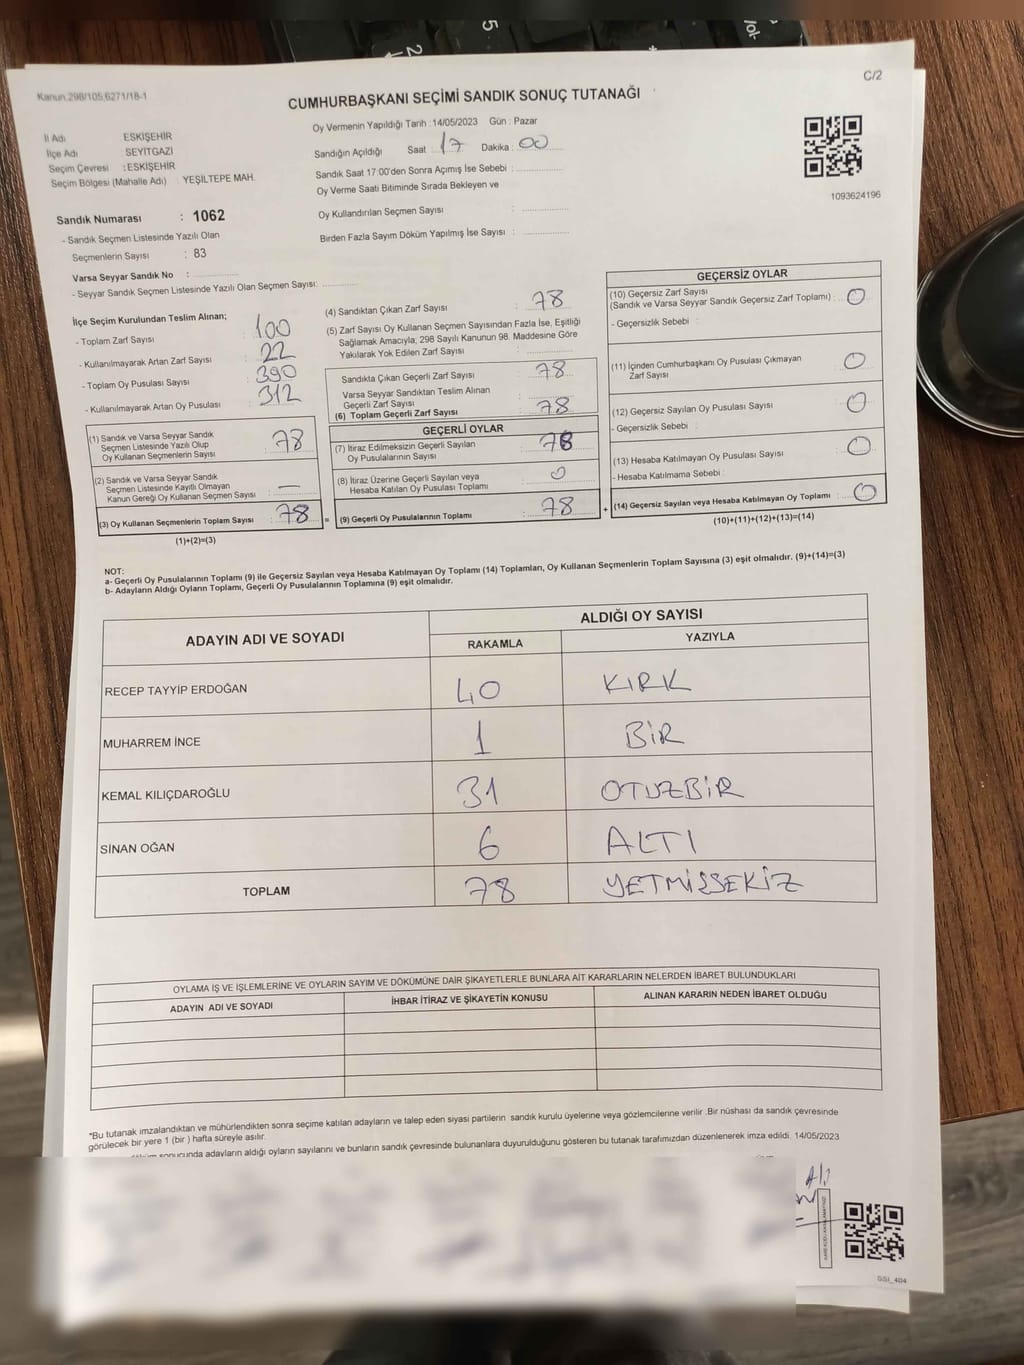 C/2
Kanun.298/105,6271/18-1
CUMHURBAŞKANI SEÇİMİ SANDIK SONUÇ TUTANAĞI
İl Adı ESKİŞEHİR
İlçe Adı : SEYİTGAZİ
Seçim Çevresi : ESKİŞEHİR
Seçim Bölgesi (Mahalle Adı) : YEŞİLTEPE MAH.
Sandık Numarası : 1062
- Sandık Seçmen Listesinde Yazılı Olan
Seçmenlerin Sayısı : 83
Varsa Seyyar Sandık No :
- Seyyar Sandık Seçmen Listesinde Yazılı Olan Seçmen Sayısı:
Oy Vermenin Yapıldığı Tarih : 14/05/2023 Gün : Pazar
Sandığın Açıldığı Saat : 17 Dakika : 00
Sandık Saat 17:00'den Sonra Açımış İse Sebebi :
Oy Verme Saati Bitiminde Sırada Bekleyen ve
Oy Kullandırılan Seçmen Sayısı :
Birden Fazla Sayım Döküm Yapılmış İse Sayısı :
1093624196
İlçe Seçim Kurulundan Teslim Alınan;
- Toplam Zarf Sayısı : 100
- Kullanılmayarak Artan Zarf Sayısı : 22
- Toplam Oy Pusulası Sayısı : 390
- Kullanılmayarak Artan Oy Pusulası : 312
(1) Sandık ve Varsa Seyyar Sandık
Seçmen Listesinde Yazılı Olup
Oy Kullanan Seçmenlerin Sayısı : 78
(2) Sandık ve Varsa Seyyar Sandık
Seçmen Listesinde Kayıtlı Olmayan
Kanun Gereği Oy Kullanan Seçmen Sayısı : —
(3) Oy Kullanan Seçmenlerin Toplam Sayısı : 78
(1)+(2)=(3)
(4) Sandıktan Çıkan Zarf Sayısı : 78
(5) Zarf Sayısı Oy Kullanan Seçmen Sayısından Fazla İse, Eşitliği
Sağlamak Amacıyla; 298 Sayılı Kanunun 98. Maddesine Göre
Yakılarak Yok Edilen Zarf Sayısı :
Sandıkta Çıkan Geçerli Zarf Sayısı : 78
Varsa Seyyar Sandıktan Teslim Alınan
Geçerli Zarf Sayısı :
(6) Toplam Geçerli Zarf Sayısı : 78
GEÇERLİ OYLAR
(7) İtiraz Edilmeksizin Geçerli Sayılan
Oy Pusulalarının Sayısı : 78
(8) İtiraz Üzerine Geçerli Sayılan veya
Hesaba Katılan Oy Pusulası Toplamı : 0
= (9) Geçerli Oy Pusulalarının Toplamı : 78
GEÇERSİZ OYLAR
(10) Geçersiz Zarf Sayısı
(Sandık ve Varsa Seyyar Sandık Geçersiz Zarf Toplamı) : 0
- Geçersizlik Sebebi :
(11) İçinden Cumhurbaşkanı Oy Pusulası Çıkmayan
Zarf Sayısı : 0
(12) Geçersiz Sayılan Oy Pusulası Sayısı : 0
- Geçersizlik Sebebi :
(13) Hesaba Katılmayan Oy Pusulası Sayısı : 0
- Hesaba Katılmama Sebebi :
+ (14) Geçersiz Sayılan veya Hesaba Katılmayan Oy Toplamı : 0
(10)+(11)+(12)+(13)=(14)
NOT:
a- Geçerli Oy Pusulalarının Toplamı (9) ile Geçersiz Sayılan veya Hesaba Katılmayan Oy Toplamı (14) Toplamları, Oy Kullanan Seçmenlerin Toplam Sayısına (3) eşit olmalıdır. (9)+(14)=(3)
b- Adayların Aldığı Oyların Toplamı, Geçerli Oy Pusulalarının Toplamına (9) eşit olmalıdır.
ADAYIN ADI VE SOYADI ALDIĞI OY SAYISI
RAKAMLA YAZIYLA
RECEP TAYYİP ERDOĞAN 40 KIRK
MUHARREM İNCE 1 BİR
KEMAL KILIÇDAROĞLU 31 OTUZBİR
SİNAN OĞAN 6 ALTI
TOPLAM 78 YETMİŞSEKİZ
OYLAMA İŞ VE İŞLEMLERİNE VE OYLARIN SAYIM VE DÖKÜMÜNE DAİR ŞİKAYETLERLE BUNLARA AİT KARARLARIN NELERDEN İBARET BULUNDUKLARI
ADAYIN ADI VE SOYADI İHBAR İTİRAZ VE ŞİKAYETİN KONUSU ALINAN KARARIN NEDEN İBARET OLDUĞU
*Bu tutanak imzalandıktan ve mühürlendikten sonra seçime katılan adayların ve talep eden siyasi partilerin sandık kurulu üyelerine veya gözlemcilerine verilir .Bir nüshası da sandık çevresinde
görülecek bir yere 1 (bir ) hafta süreyle asılır.
sonucunda adayların aldığı oyların sayılarını ve bunların sandık çevresinde bulunanlara duyurulduğunu gösteren bu tutanak tarafımızdan düzenlenerek imza edildi. 14/05/2023
SSİ_404